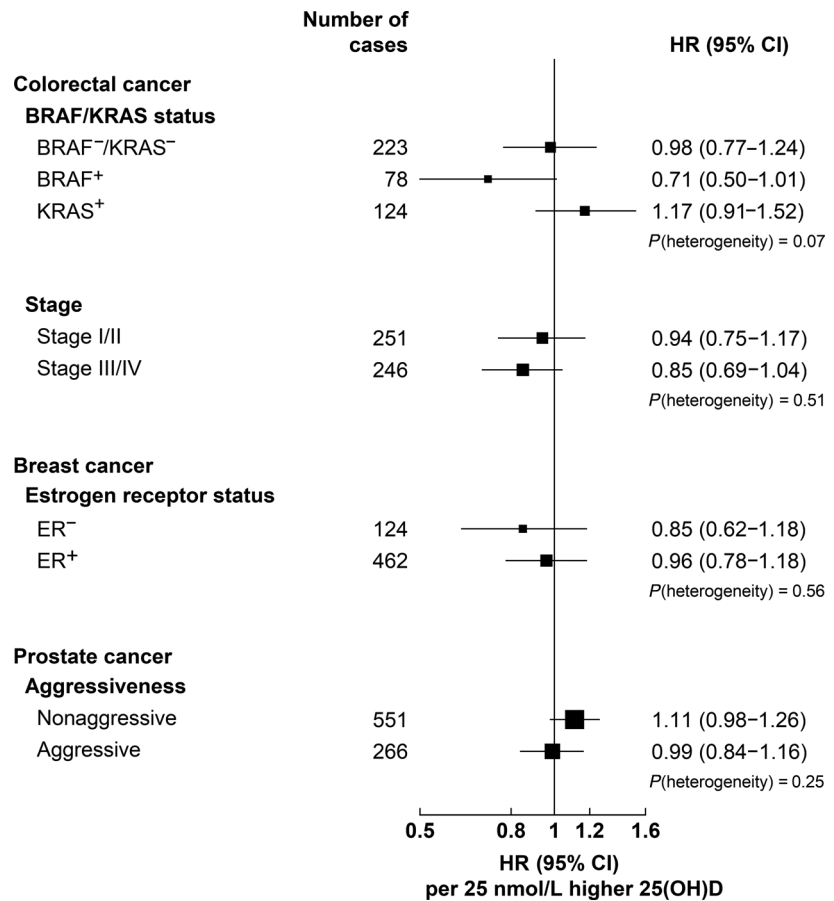 Number of cases HR (95% CI)
Colorectal cancer
BRAF/KRAS status
BRAF⁻/KRAS⁻ 223 0.98 (0.77–1.24)
BRAF⁺ 78 0.71 (0.50–1.01)
KRAS⁺ 124 1.17 (0.91–1.52)
P(heterogeneity) = 0.07
Stage
Stage I/II 251 0.94 (0.75–1.17)
Stage III/IV 246 0.85 (0.69–1.04)
P(heterogeneity) = 0.51
Breast cancer
Estrogen receptor status
ER⁻ 124 0.85 (0.62–1.18)
ER⁺ 462 0.96 (0.78–1.18)
P(heterogeneity) = 0.56
Prostate cancer
Aggressiveness
Nonaggressive 551 1.11 (0.98–1.26)
Aggressive 266 0.99 (0.84–1.16)
P(heterogeneity) = 0.25
0.5 0.8 1 1.2 1.6
HR (95% CI)
per 25 nmol/L higher 25(OH)D